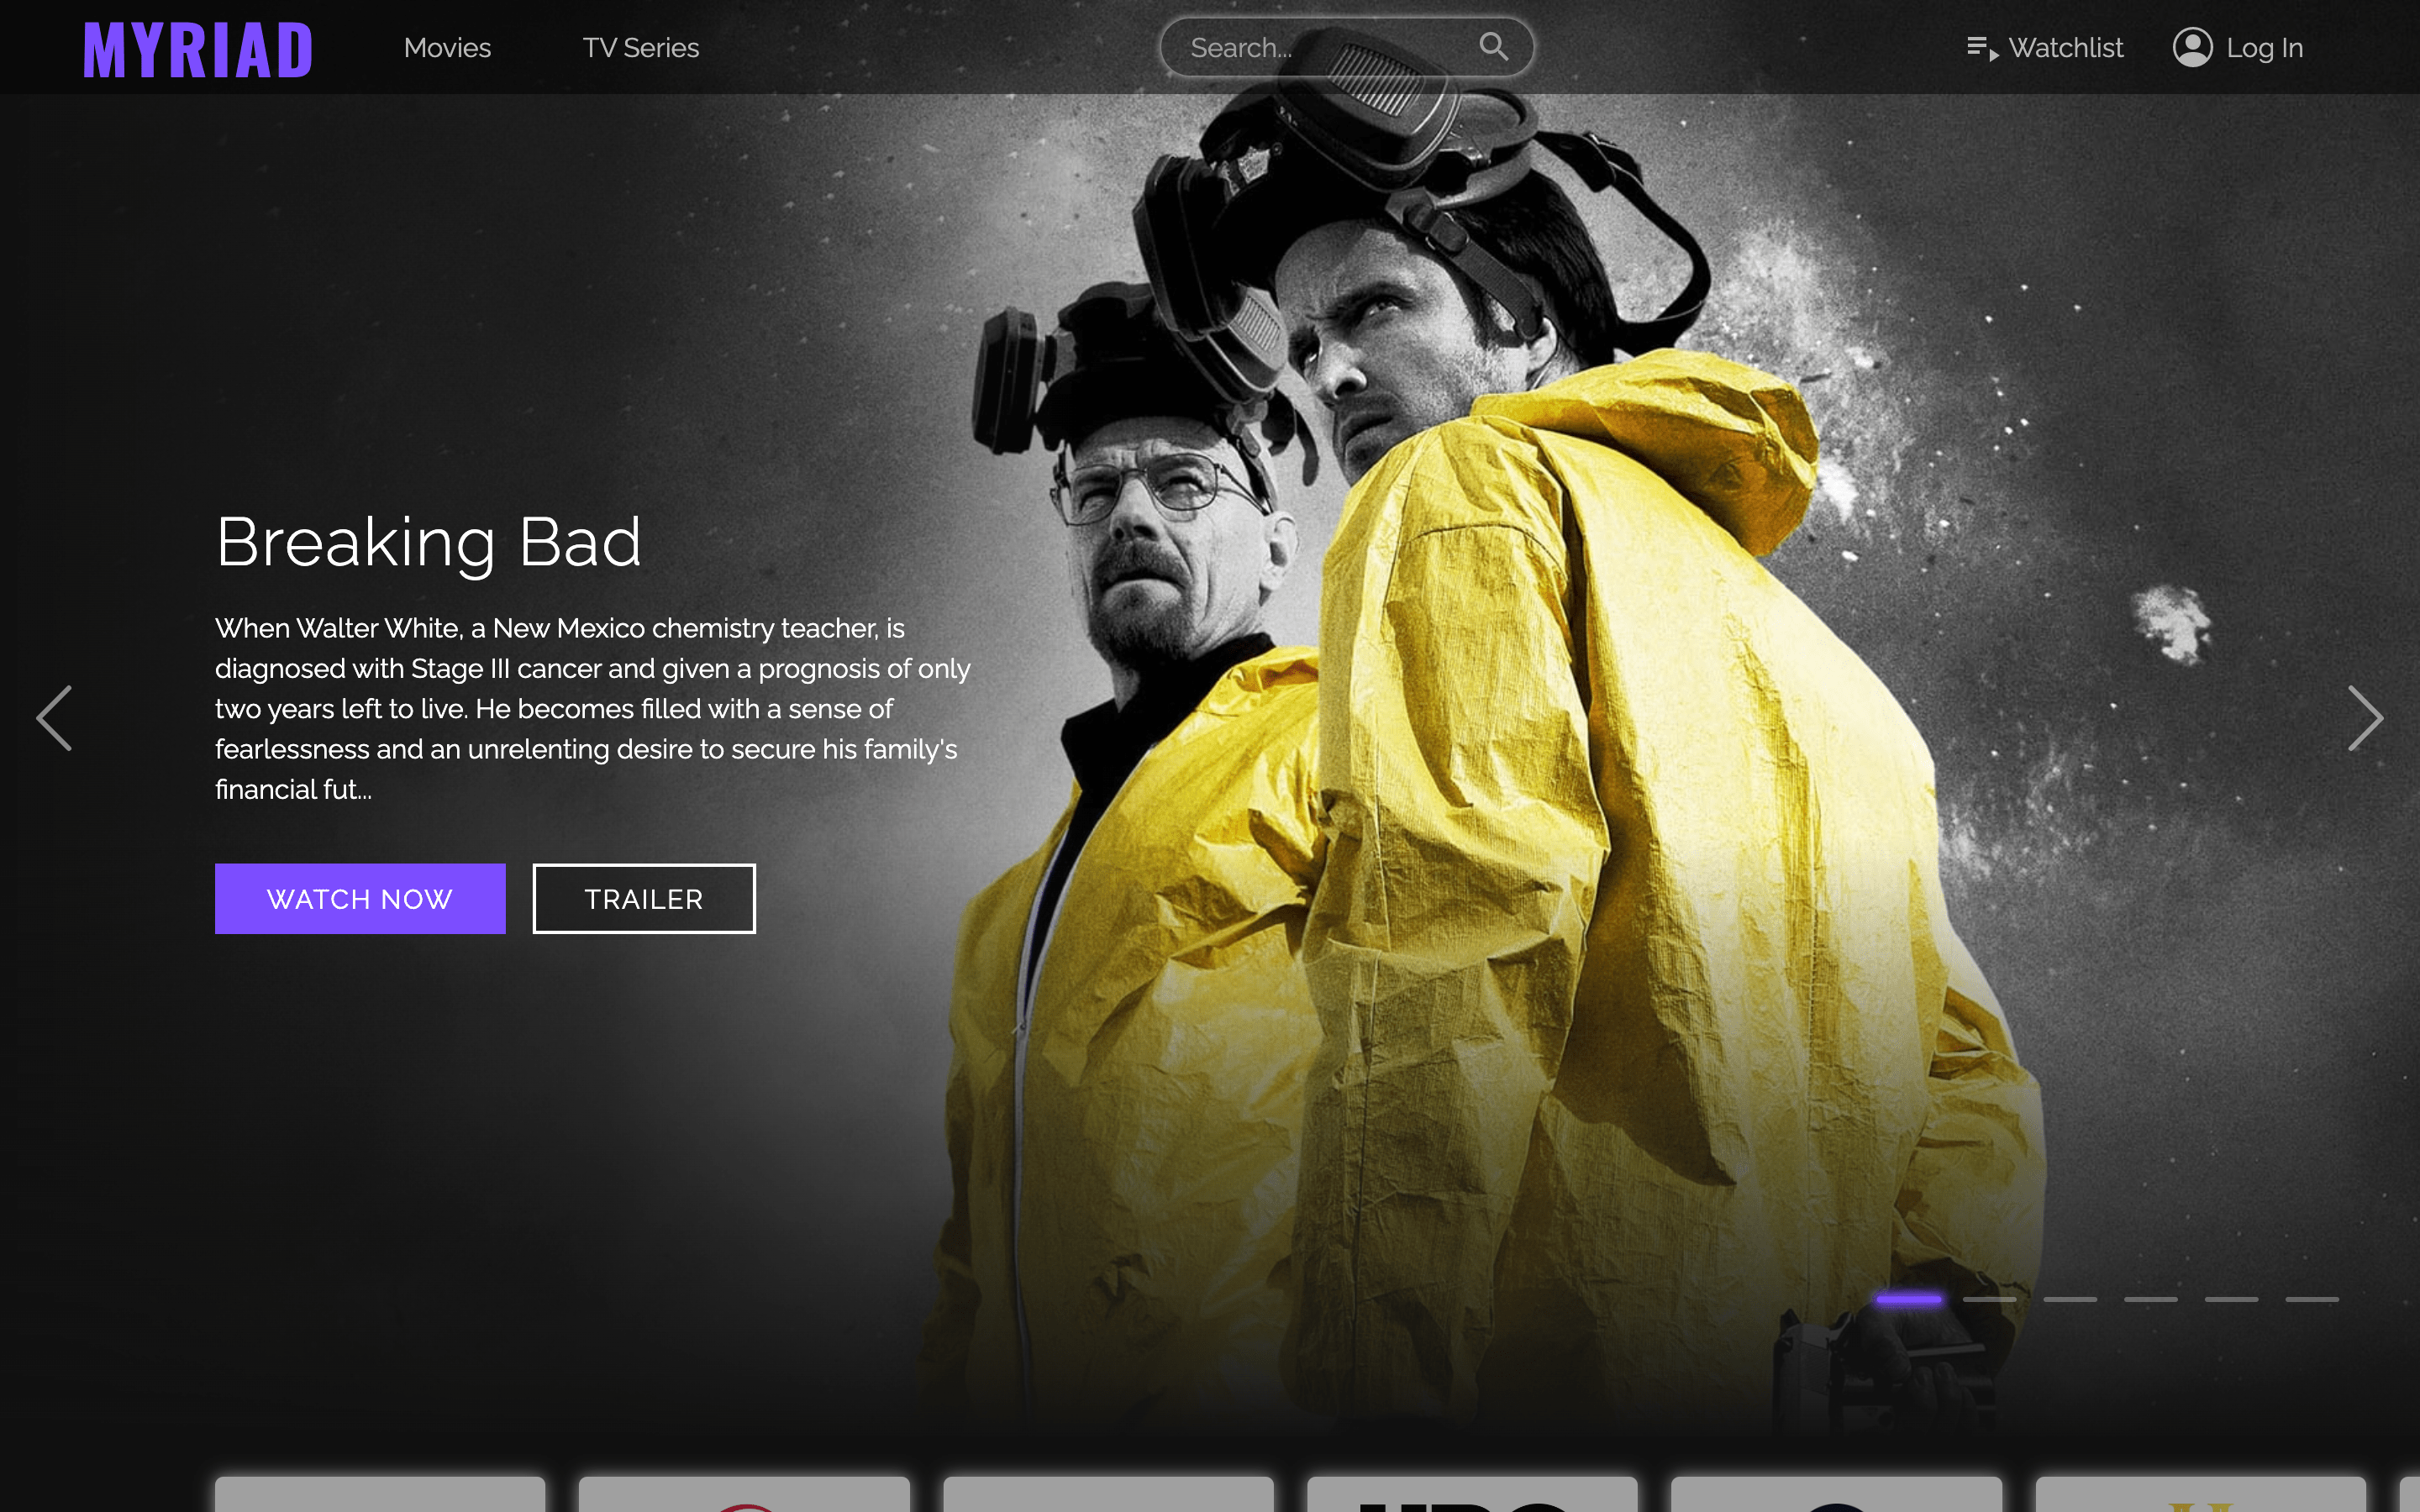 MYRIAD
Movies
TV Series
Search...
Watchlist
Log In
Breaking Bad
When Walter White, a New Mexico chemistry teacher, is
diagnosed with Stage III cancer and given a prognosis of only
two years left to live. He becomes filled with a sense of
fearlessness and an unrelenting desire to secure his family's
financial fut...
WATCH NOW
TRAILER
HBO